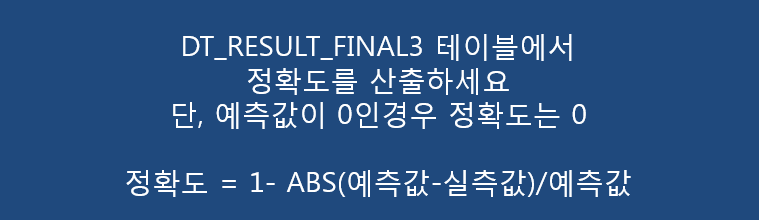 DT_RESULT_FINAL3 테이블에서
정확도를 산출하세요
단, 예측값이 0인경우 정확도는 0
정확도 = 1- ABS(예측값-실측값)/예측값